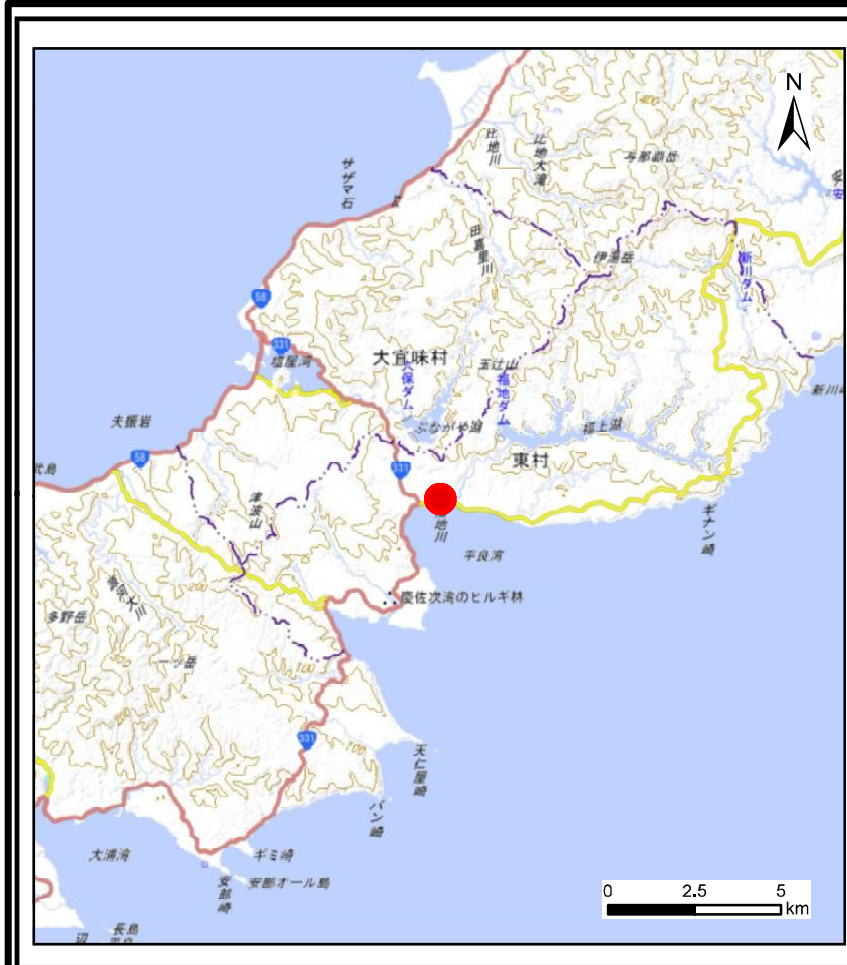 N
比地川
比地大滝
与那覇岳
サザマ石
田嘉里川
伊湯岳
新川ダム
58
331
塩屋湾
大宜味村
大保ダム
玉辻山
福地ダム
ぶながや湖
福上湖
東村
夫振岩
58
331
津波山
地川
平良湾
ギナン崎
慶佐次湾のヒルギ林
多野岳
200
一ツ岳
100
331
100
天仁屋崎
バン崎
大浦湾
ギミ崎
安部崎
安部オール島
長島
辺
0 2.5 5
km